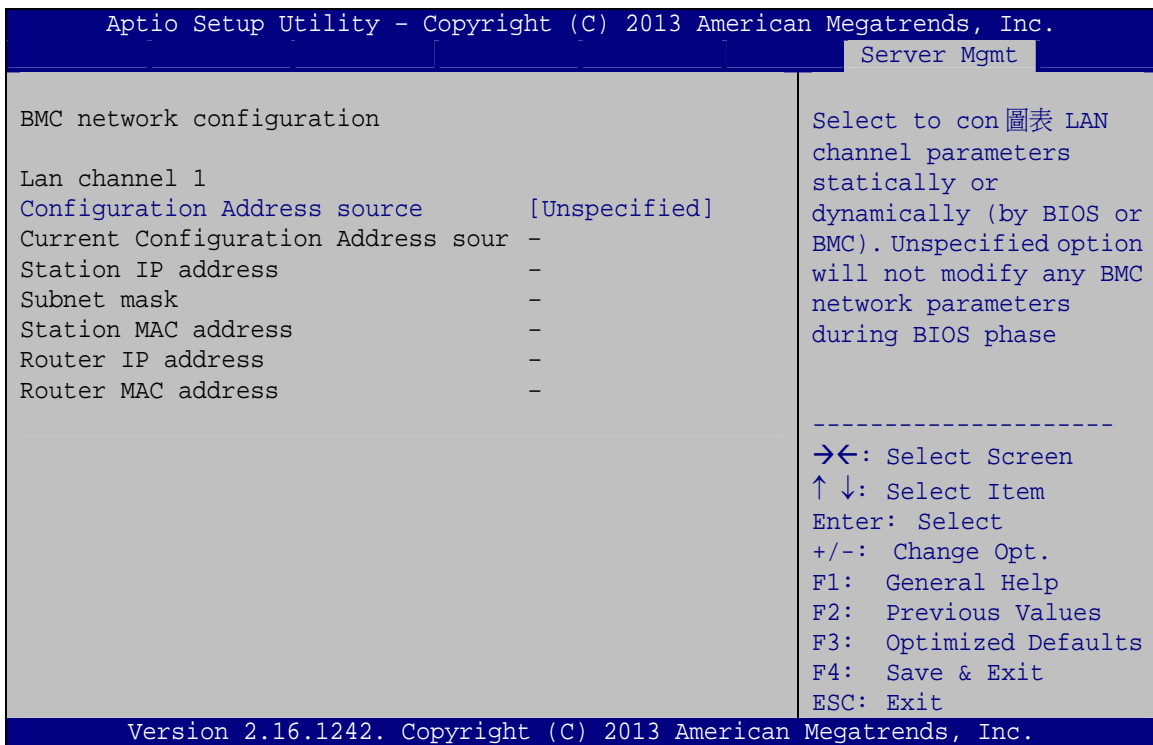 Aptio Setup Utility – Copyright (C) 2013 American Megatrends, Inc.
Server Mgmt
BMC network configuration
Lan channel 1
Configuration Address source [Unspecified]
Current Configuration Address sour –
Station IP address –
Subnet mask –
Station MAC address –
Router IP address –
Router MAC address –
Select to con圖表 LAN
channel parameters
statically or
dynamically (by BIOS or
BMC). Unspecified option
will not modify any BMC
network parameters
during BIOS phase
---------------------
→←: Select Screen
↑ ↓: Select Item
Enter: Select
+/-: Change Opt.
F1: General Help
F2: Previous Values
F3: Optimized Defaults
F4: Save & Exit
ESC: Exit
Version 2.16.1242. Copyright (C) 2013 American Megatrends, Inc.